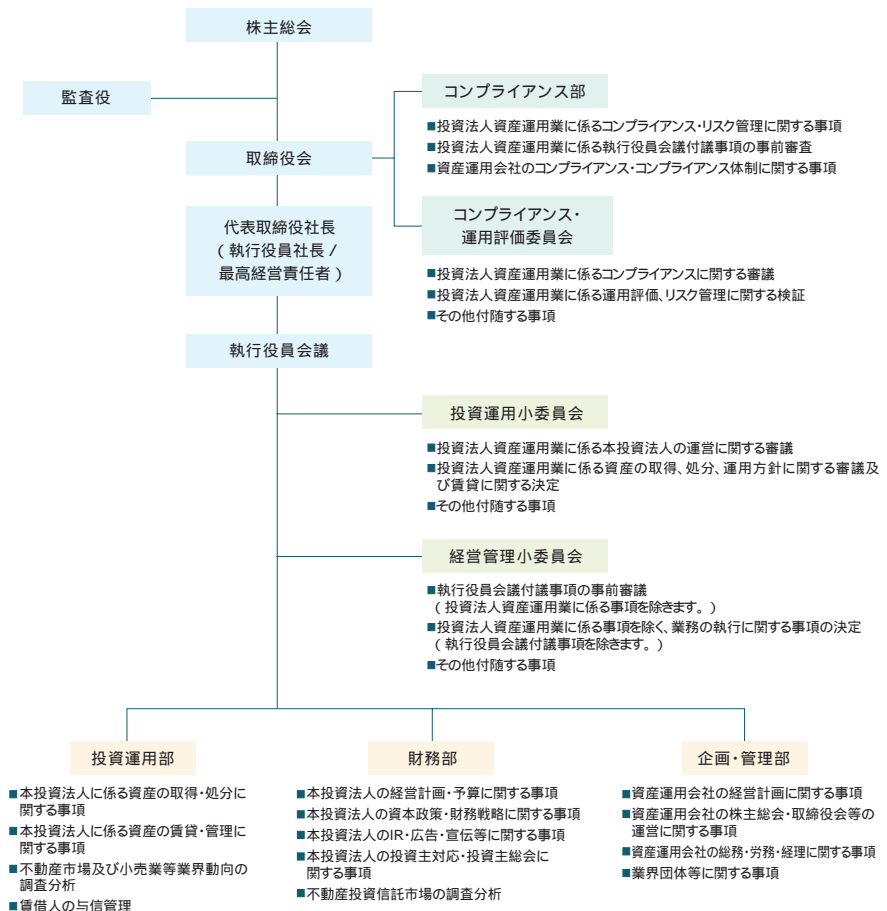 株主総会
監査役
取締役会
代表取締役社長
(執行役員社長 /
最高経営責任者)
執行役員会議
コンプライアンス部
■投資法人資産運用業に係るコンプライアンス・リスク管理に関する事項
■投資法人資産運用業に係る執行役員会議付議事項の事前審査
■資産運用会社のコンプライアンス・コンプライアンス体制に関する事項
コンプライアンス・
運用評価委員会
■投資法人資産運用業に係るコンプライアンスに関する審議
■投資法人資産運用業に係る運用評価、リスク管理に関する検証
■その他付随する事項
投資運用小委員会
■投資法人資産運用業に係る本投資法人の運営に関する審議
■投資法人資産運用業に係る資産の取得、処分、運用方針に関する審議及
び賃貸に関する決定
■その他付随する事項
経営管理小委員会
■執行役員会議付議事項の事前審議
(投資法人資産運用業に係る事項を除きます。)
■投資法人資産運用業に係る事項を除く、業務の執行に関する事項の決定
(執行役員会議付議事項を除きます。)
■その他付随する事項
投資運用部
■本投資法人に係る資産の取得・処分に
関する事項
■本投資法人に係る資産の賃貸・管理に
関する事項
■不動産市場及び小売業等業界動向の
調査分析
■賃借人の与信管理
財務部
■本投資法人の経営計画・予算に関する事項
■本投資法人の資本政策・財務戦略に関する事項
■本投資法人のIR・広告・宣伝等に関する事項
■本投資法人の投資主対応・投資主総会に
関する事項
■不動産投資信託市場の調査分析
企画・管理部
■資産運用会社の経営計画に関する事項
■資産運用会社の株主総会・取締役会等の
運営に関する事項
■資産運用会社の総務・労務・経理に関する事項
■業界団体等に関する事項